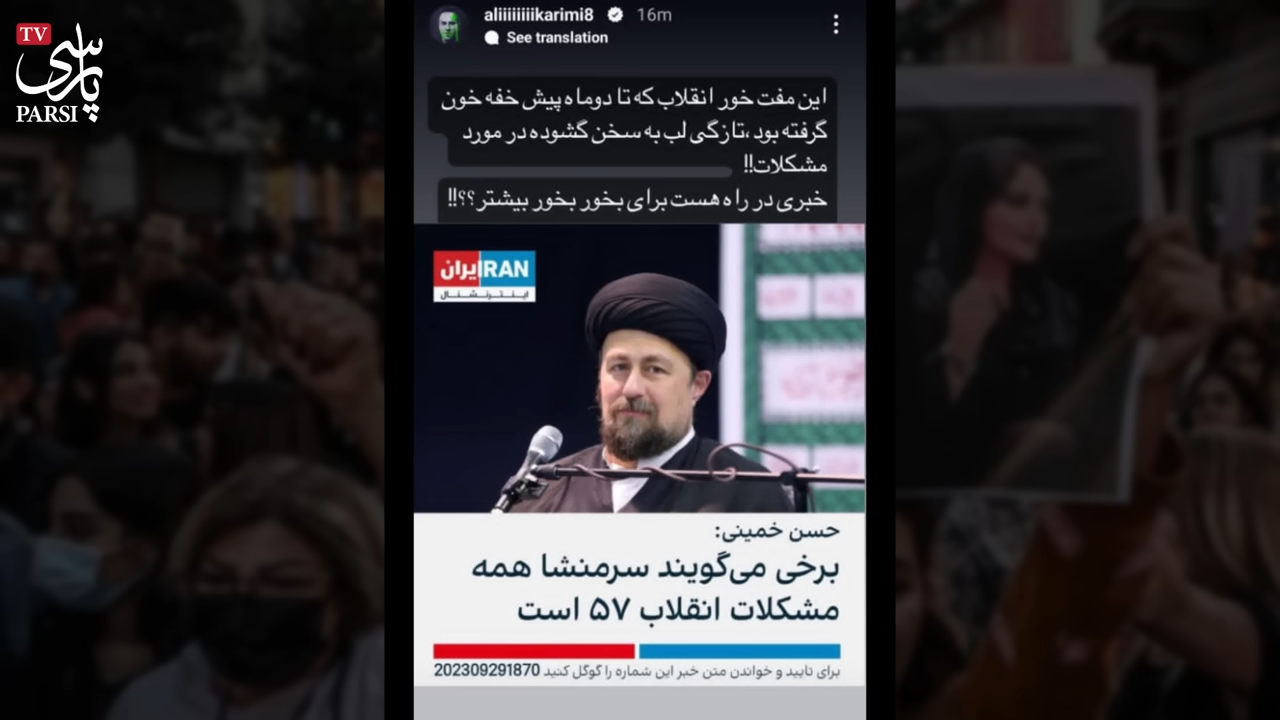 TV
پارسی
PARSI
aliiiiiiiikarimi8 16m
See translation
این مفت خور انقلاب که تا دوماه پیش خفه خون
گرفته بود ،تازگی لب به سخن گشوده در مورد
مشکلات!!
خبری در راه هست برای بخور بخور بیشتر؟؟!!
ایران IRAN
اینترنشنال
حسن خمینی:
برخی می‌گویند سرمنشا همه
مشکلات انقلاب ۵۷ است
برای تایید و خواندن متن خبر این شماره را گوگل کنید 202309291870